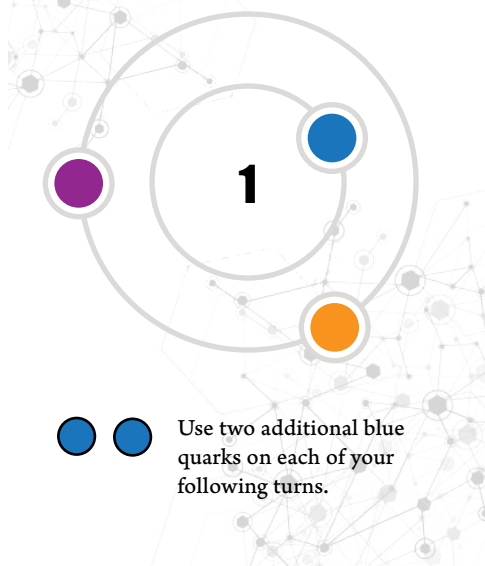 1
Use two additional blue
quarks on each of your
following turns.